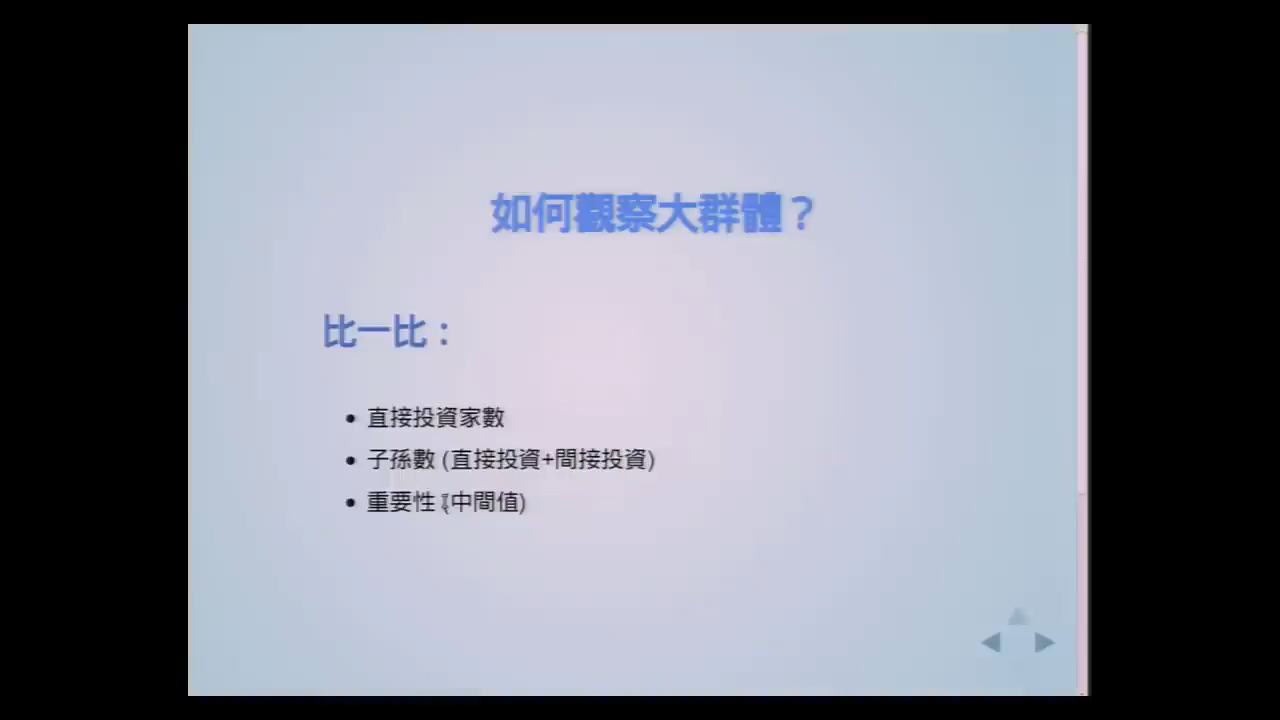 如何觀察大群體？
比一比：
直接投資家數
子孫數 (直接投資+間接投資)
重要性 (中間值)